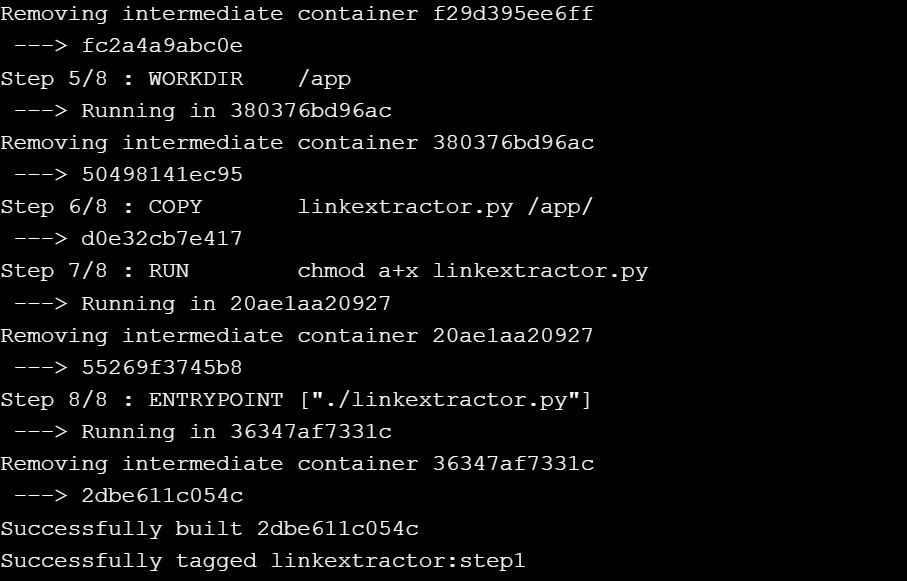 Removing intermediate container f29d395ee6ff
 ---> fc2a4a9abc0e
Step 5/8 : WORKDIR    /app
 ---> Running in 380376bd96ac
Removing intermediate container 380376bd96ac
 ---> 50498141ec95
Step 6/8 : COPY       linkextractor.py /app/
 ---> d0e32cb7e417
Step 7/8 : RUN        chmod a+x linkextractor.py
 ---> Running in 20ae1aa20927
Removing intermediate container 20ae1aa20927
 ---> 55269f3745b8
Step 8/8 : ENTRYPOINT ["./linkextractor.py"]
 ---> Running in 36347af7331c
Removing intermediate container 36347af7331c
 ---> 2dbe611c054c
Successfully built 2dbe611c054c
Successfully tagged linkextractor:step1